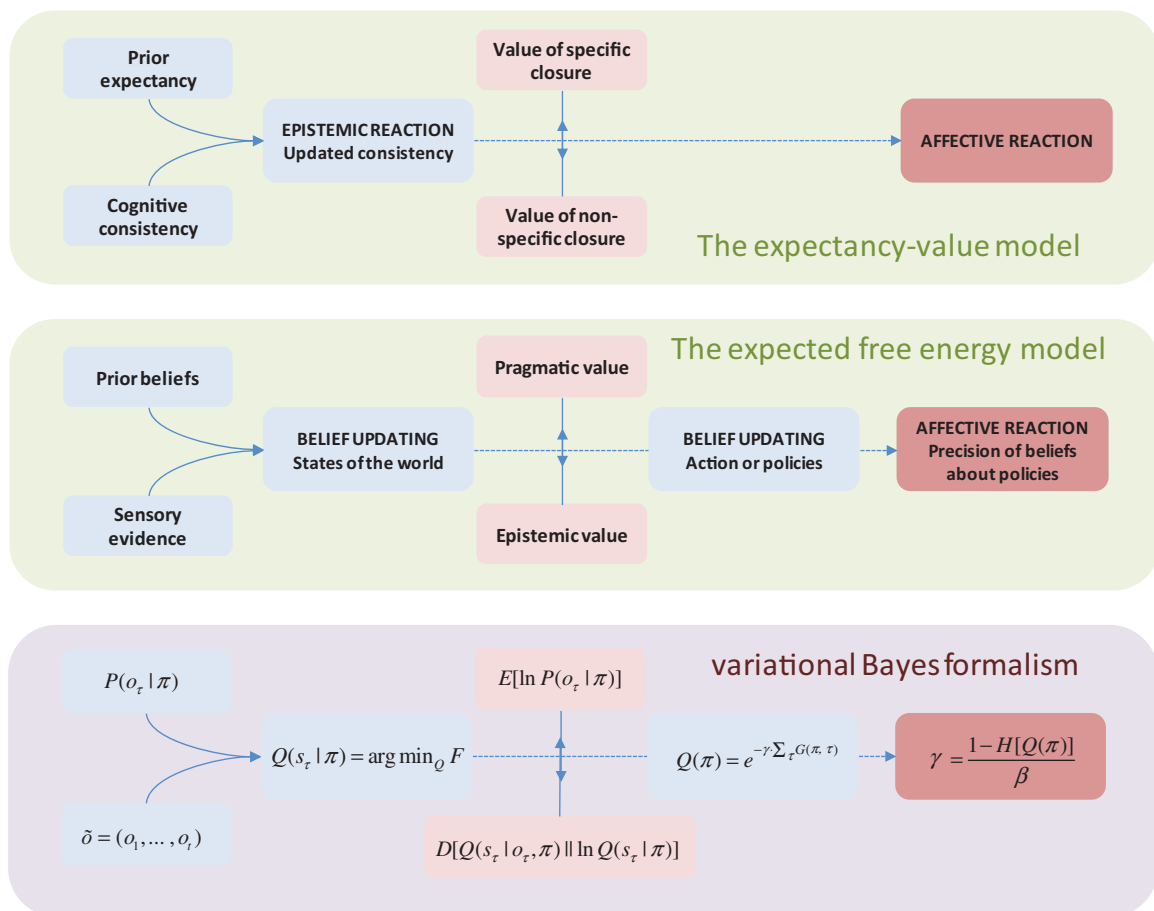 Prior
expectancy
Value of specific
closure
EPISTEMIC REACTION
Updated consistency
AFFECTIVE REACTION
Cognitive
consistency
Value of non-
specific closure
The expectancy-value model
Prior beliefs
Pragmatic value
The expected free energy model
BELIEF UPDATING
States of the world
BELIEF UPDATING
Action or policies
AFFECTIVE REACTION
Precision of beliefs
about policies
Sensory
evidence
Epistemic value
variational Bayes formalism
P(o_τ | π)
E[ln P(o_τ | π)]
Q(s_τ | π) = arg min_Q F
Q(π) = e^{-γ·Σ τ^{G(π, τ)}}
γ = \frac{1 − H[Q(π)]}{β}
õ = (o_1, ... , o_t)
D[Q(s_τ | o_τ, π) || ln Q(s_τ | π)]